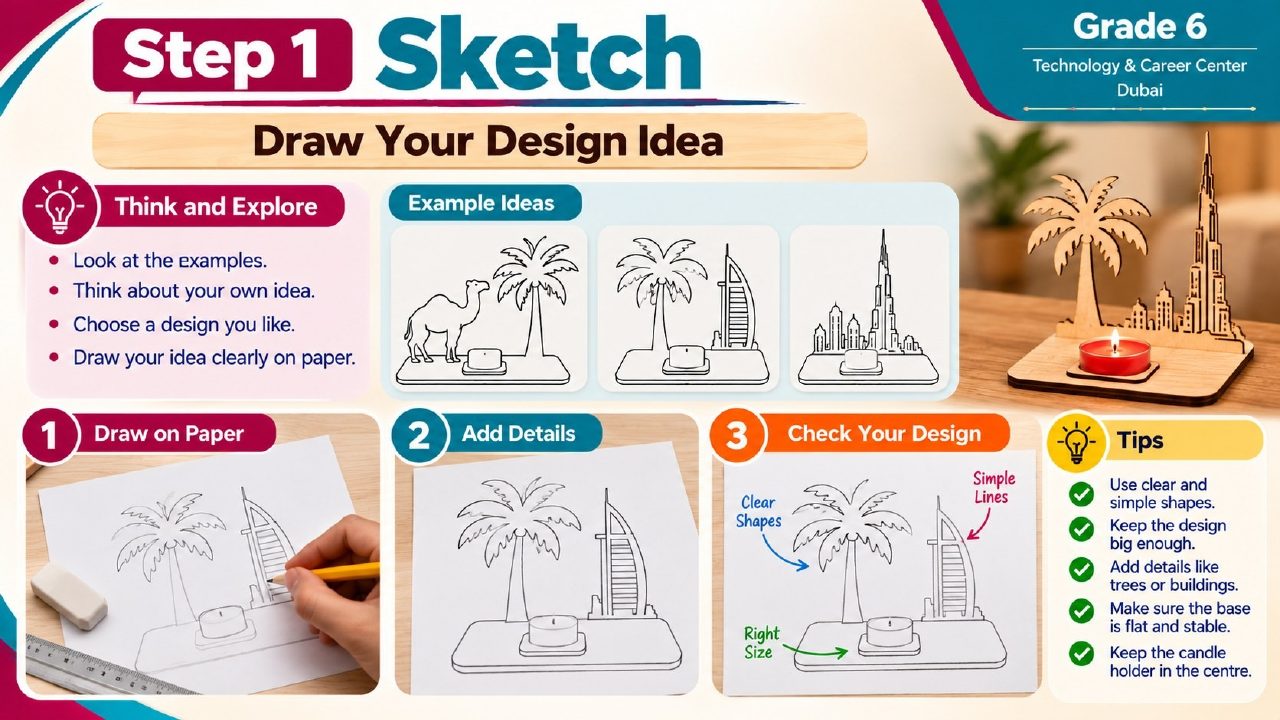 Step 1 Sketch
Grade 6
Technology & Career Center
Dubai
Draw Your Design Idea
Think and Explore
• Look at the examples.
• Think about your own idea.
• Choose a design you like.
• Draw your idea clearly on paper.
Example Ideas
1 Draw on Paper
2 Add Details
3 Check Your Design
Clear
Shapes
Simple
Lines
Right
Size
Tips
Use clear and
simple shapes.
Keep the design
big enough.
Add details like
trees or buildings.
Make sure the base
is flat and stable.
Keep the candle
holder in the centre.